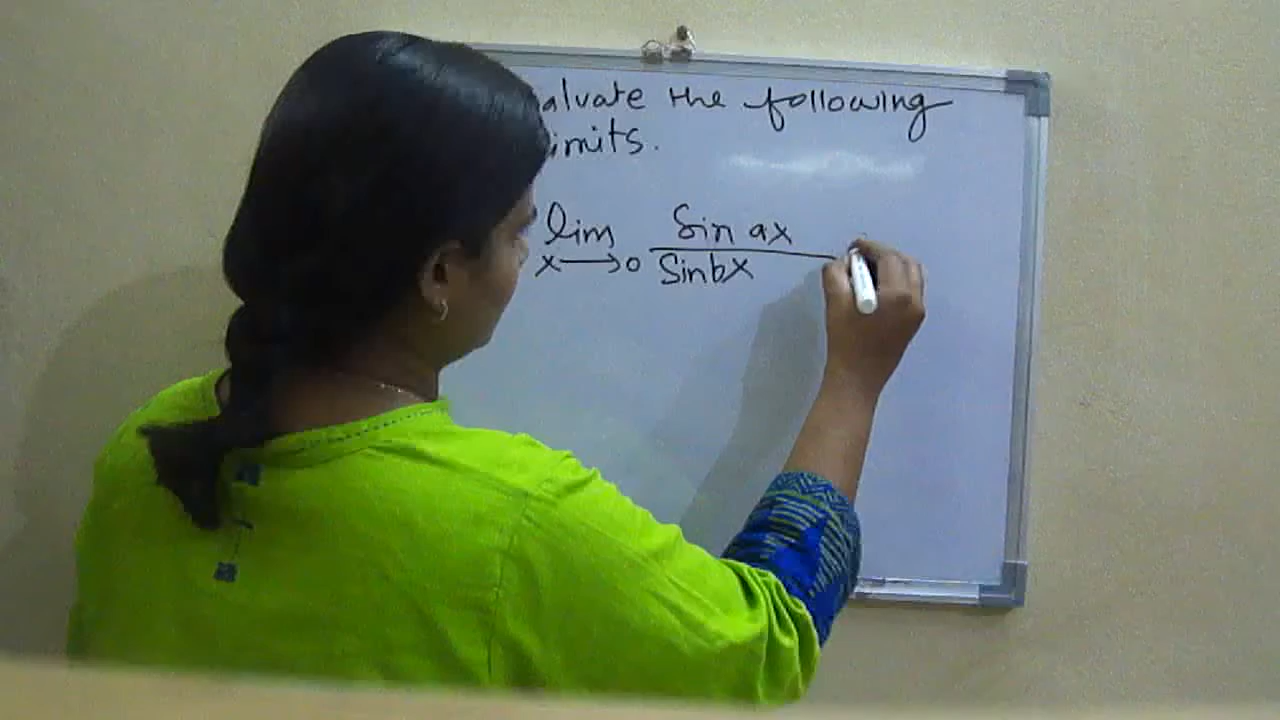 alvate the following
imits.
lim Sin ax
x→0 Sinbx